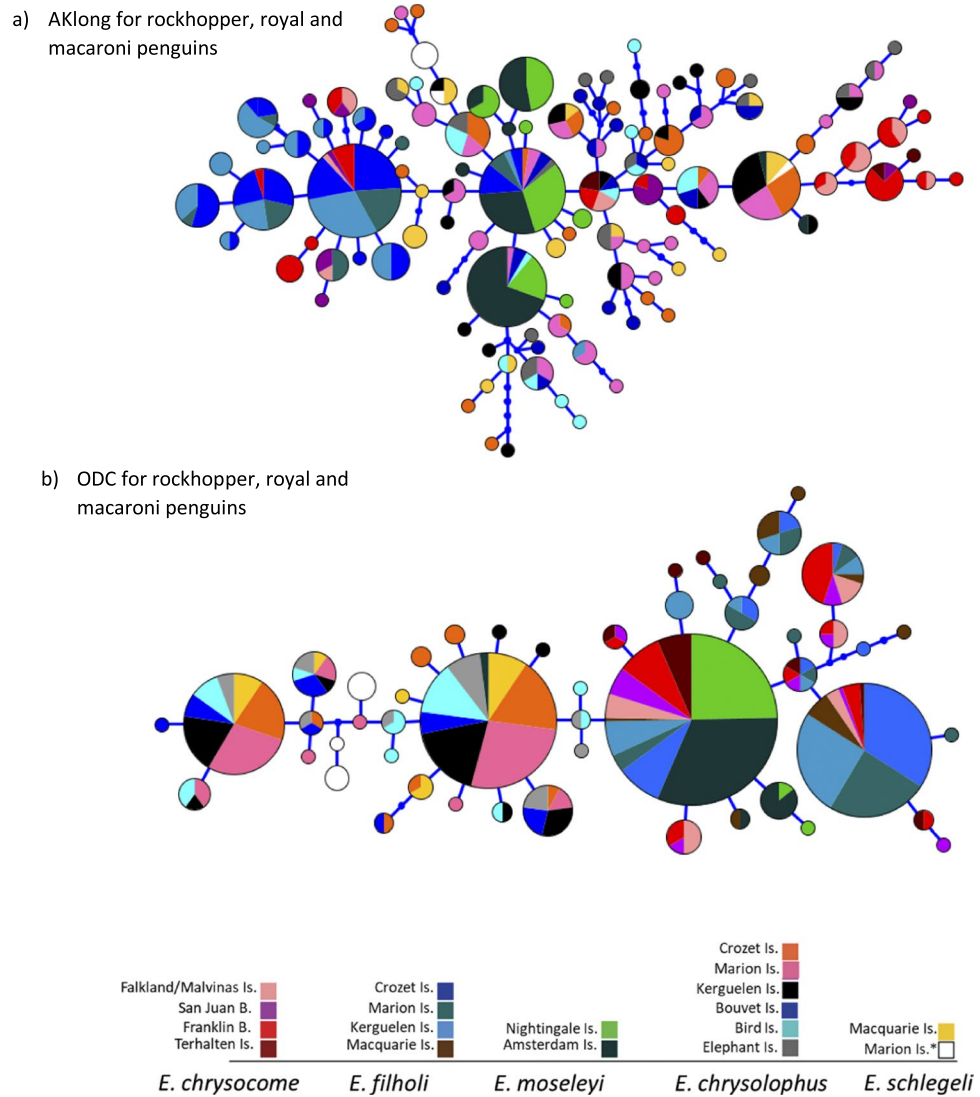 a) AKlong for rockhopper, royal and
macaroni penguins
b) ODC for rockhopper, royal and
macaroni penguins
Falkland/Malvinas Is.
San Juan B.
Franklin B.
Terhalten Is.
Crozet Is.
Marion Is.
Kerguelen Is.
Macquarie Is.
Nightingale Is.
Amsterdam Is.
Crozet Is.
Marion Is.
Kerguelen Is.
Bouvet Is.
Bird Is.
Elephant Is.
Macquarie Is.
Marion Is.*
E. chrysocome E. filholi E. moseleyi E. chrysolophus E. schlegeli